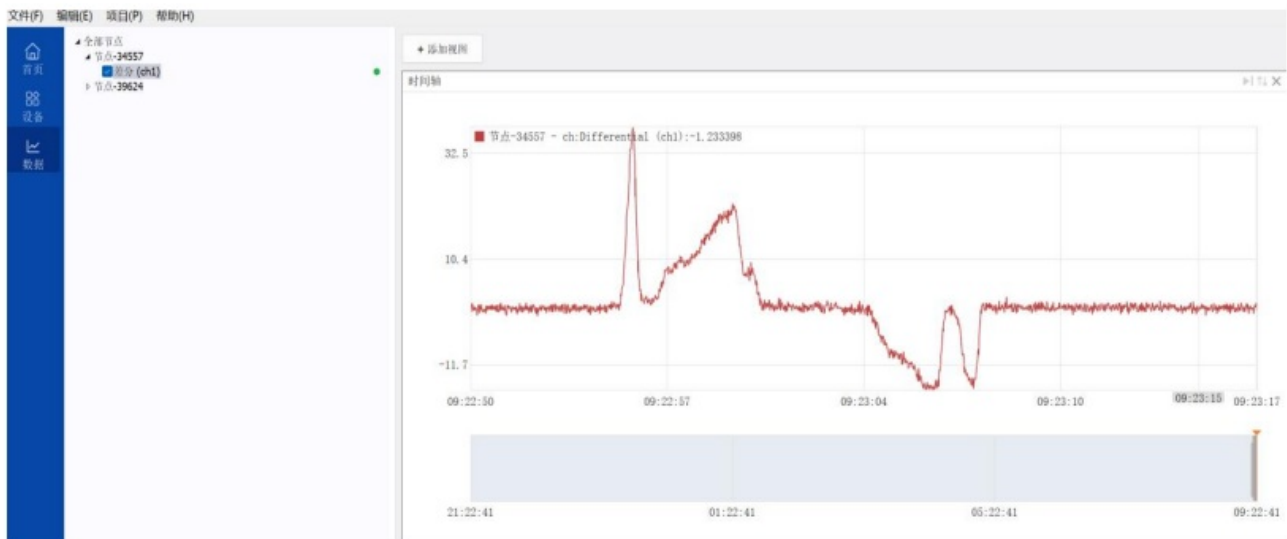 文件(F) 编辑(E) 项目(P) 帮助(H)
首页
设备
数据
全部节点
节点-34557
差分 (ch1)
节点-39624
+ 添加视图
时间轴
节点-34557 - ch:Differential (ch1):-1.233398
32.5
10.4
-11.7
09:22:50 09:22:57 09:23:04 09:23:10 09:23:15 09:23:17
21:22:41 01:22:41 05:22:41 09:22:41